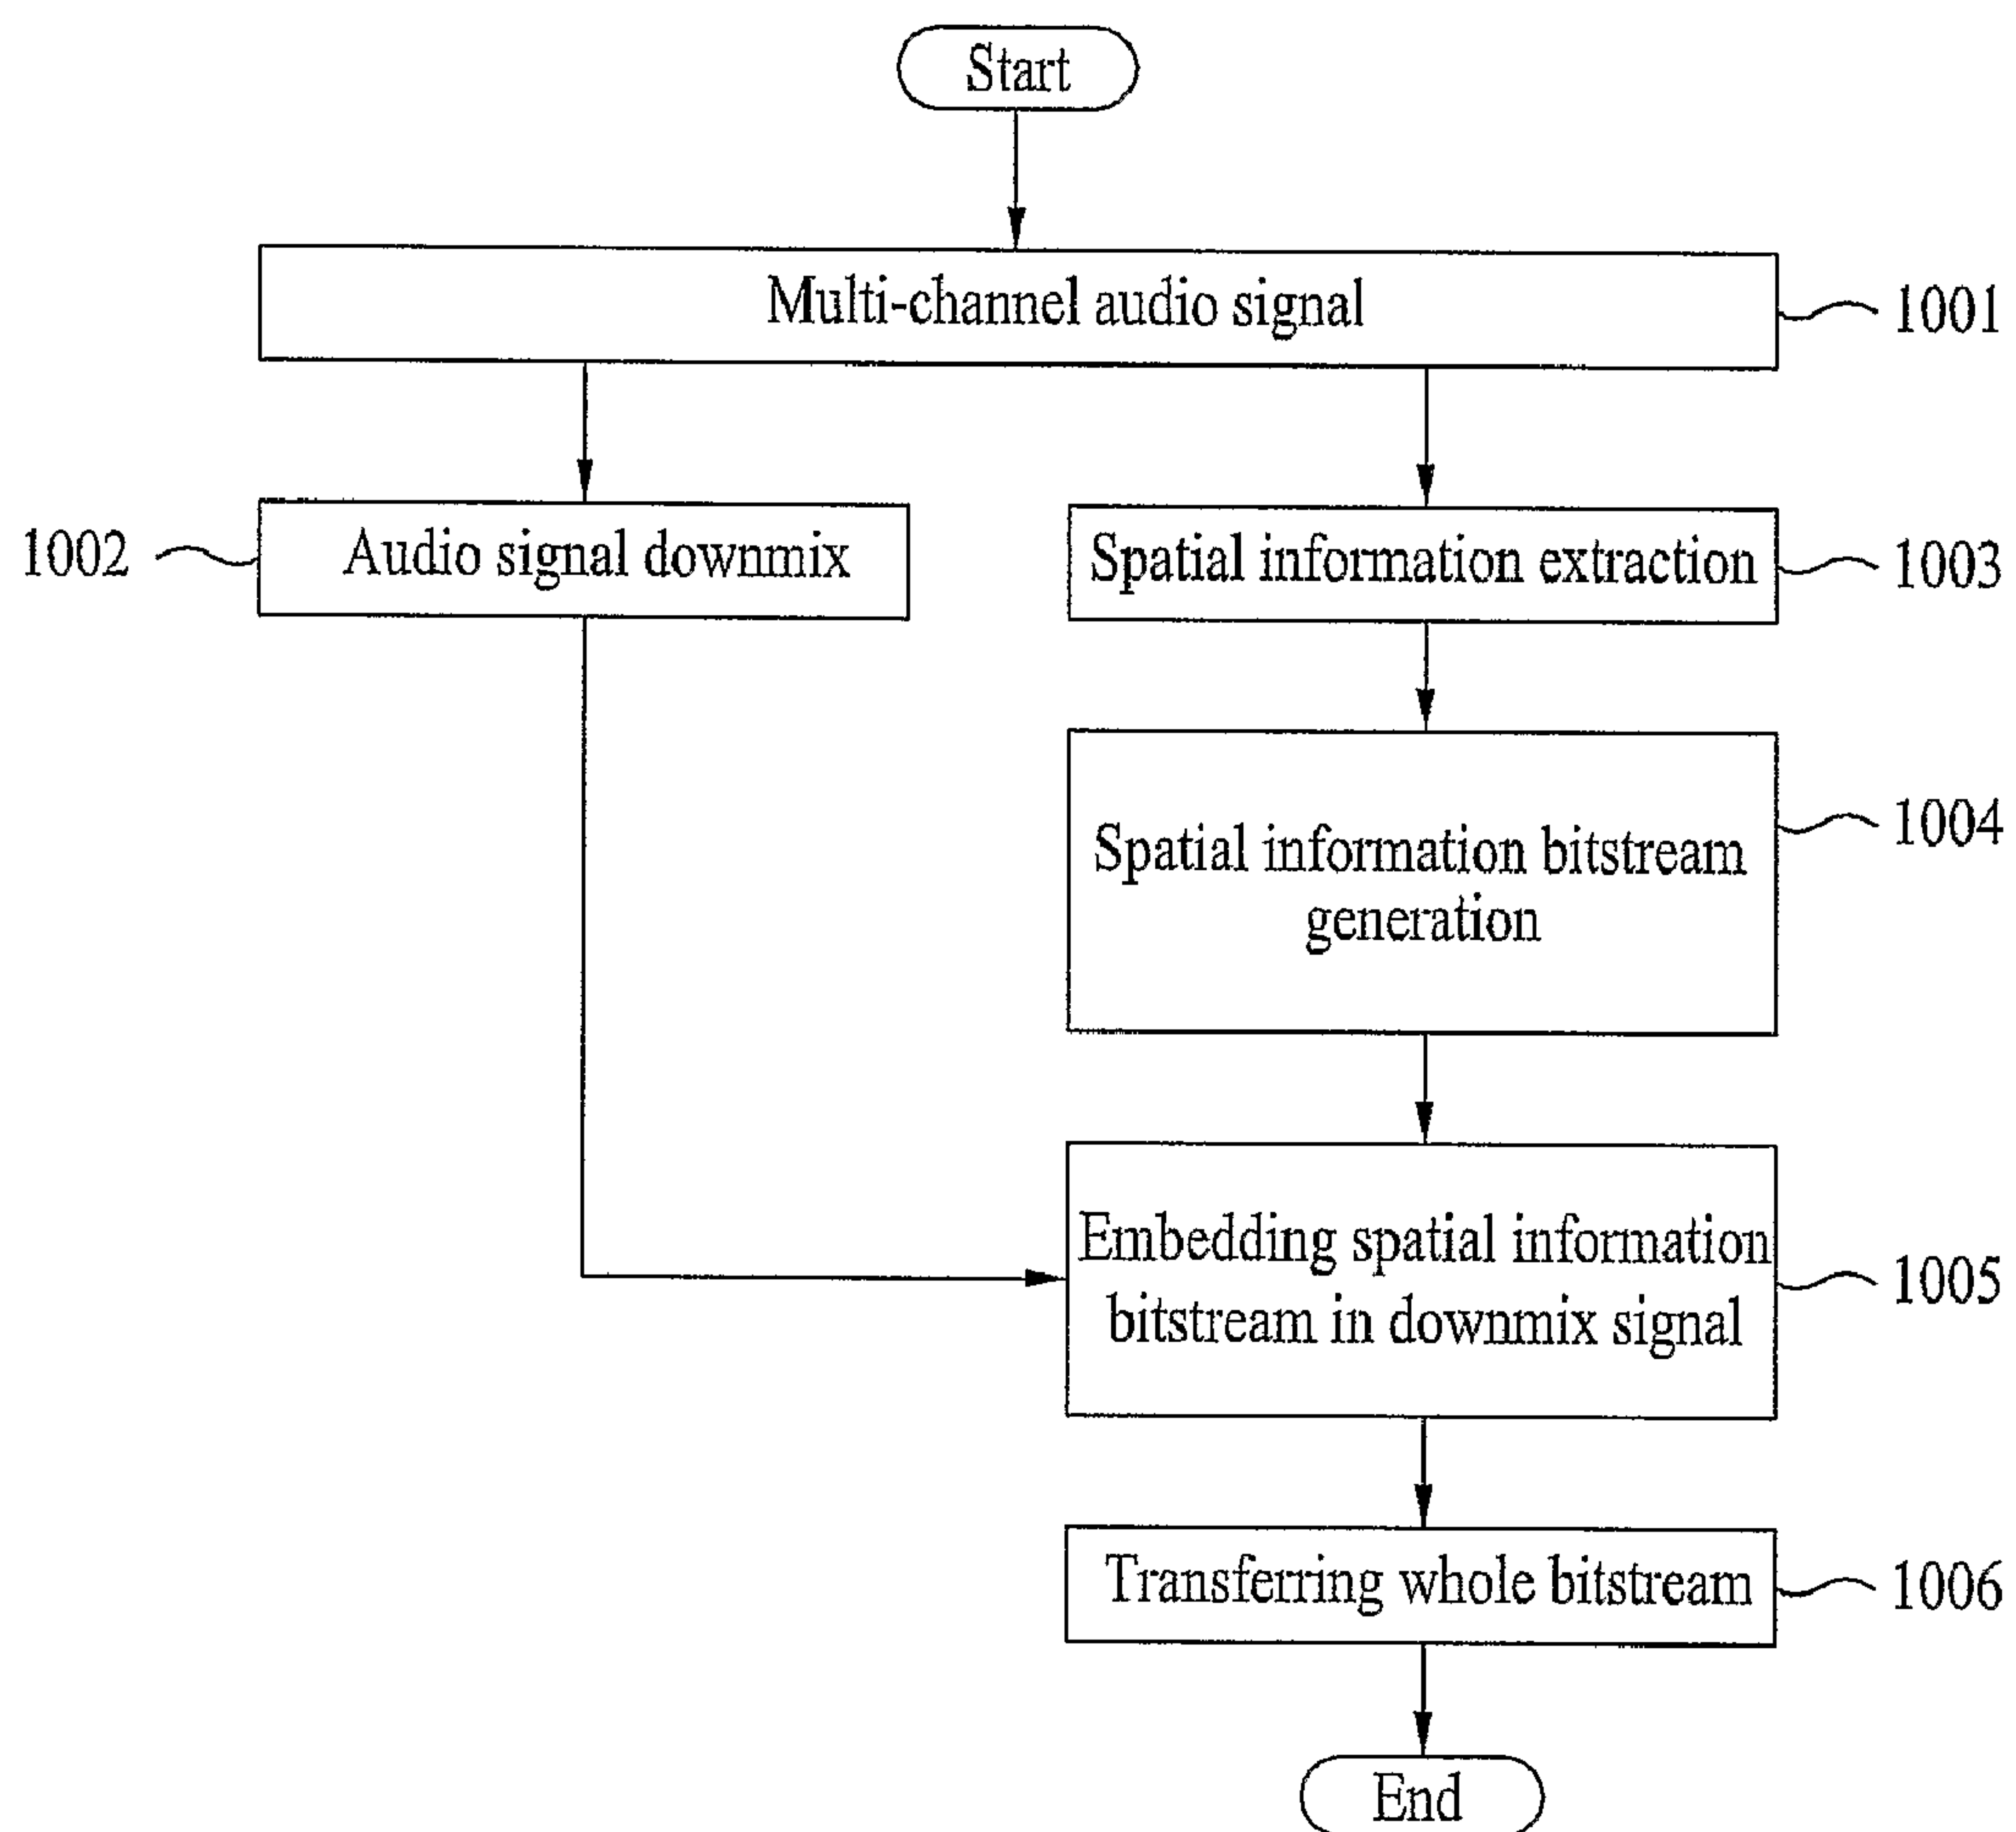 Start
Multi-channel audio signal
1001
1002
Audio signal downmix
Spatial information extraction
1003
Spatial information bitstream
generation
1004
Embedding spatial information
bitstream in downmix signal
1005
Transferring whole bitstream
1006
End